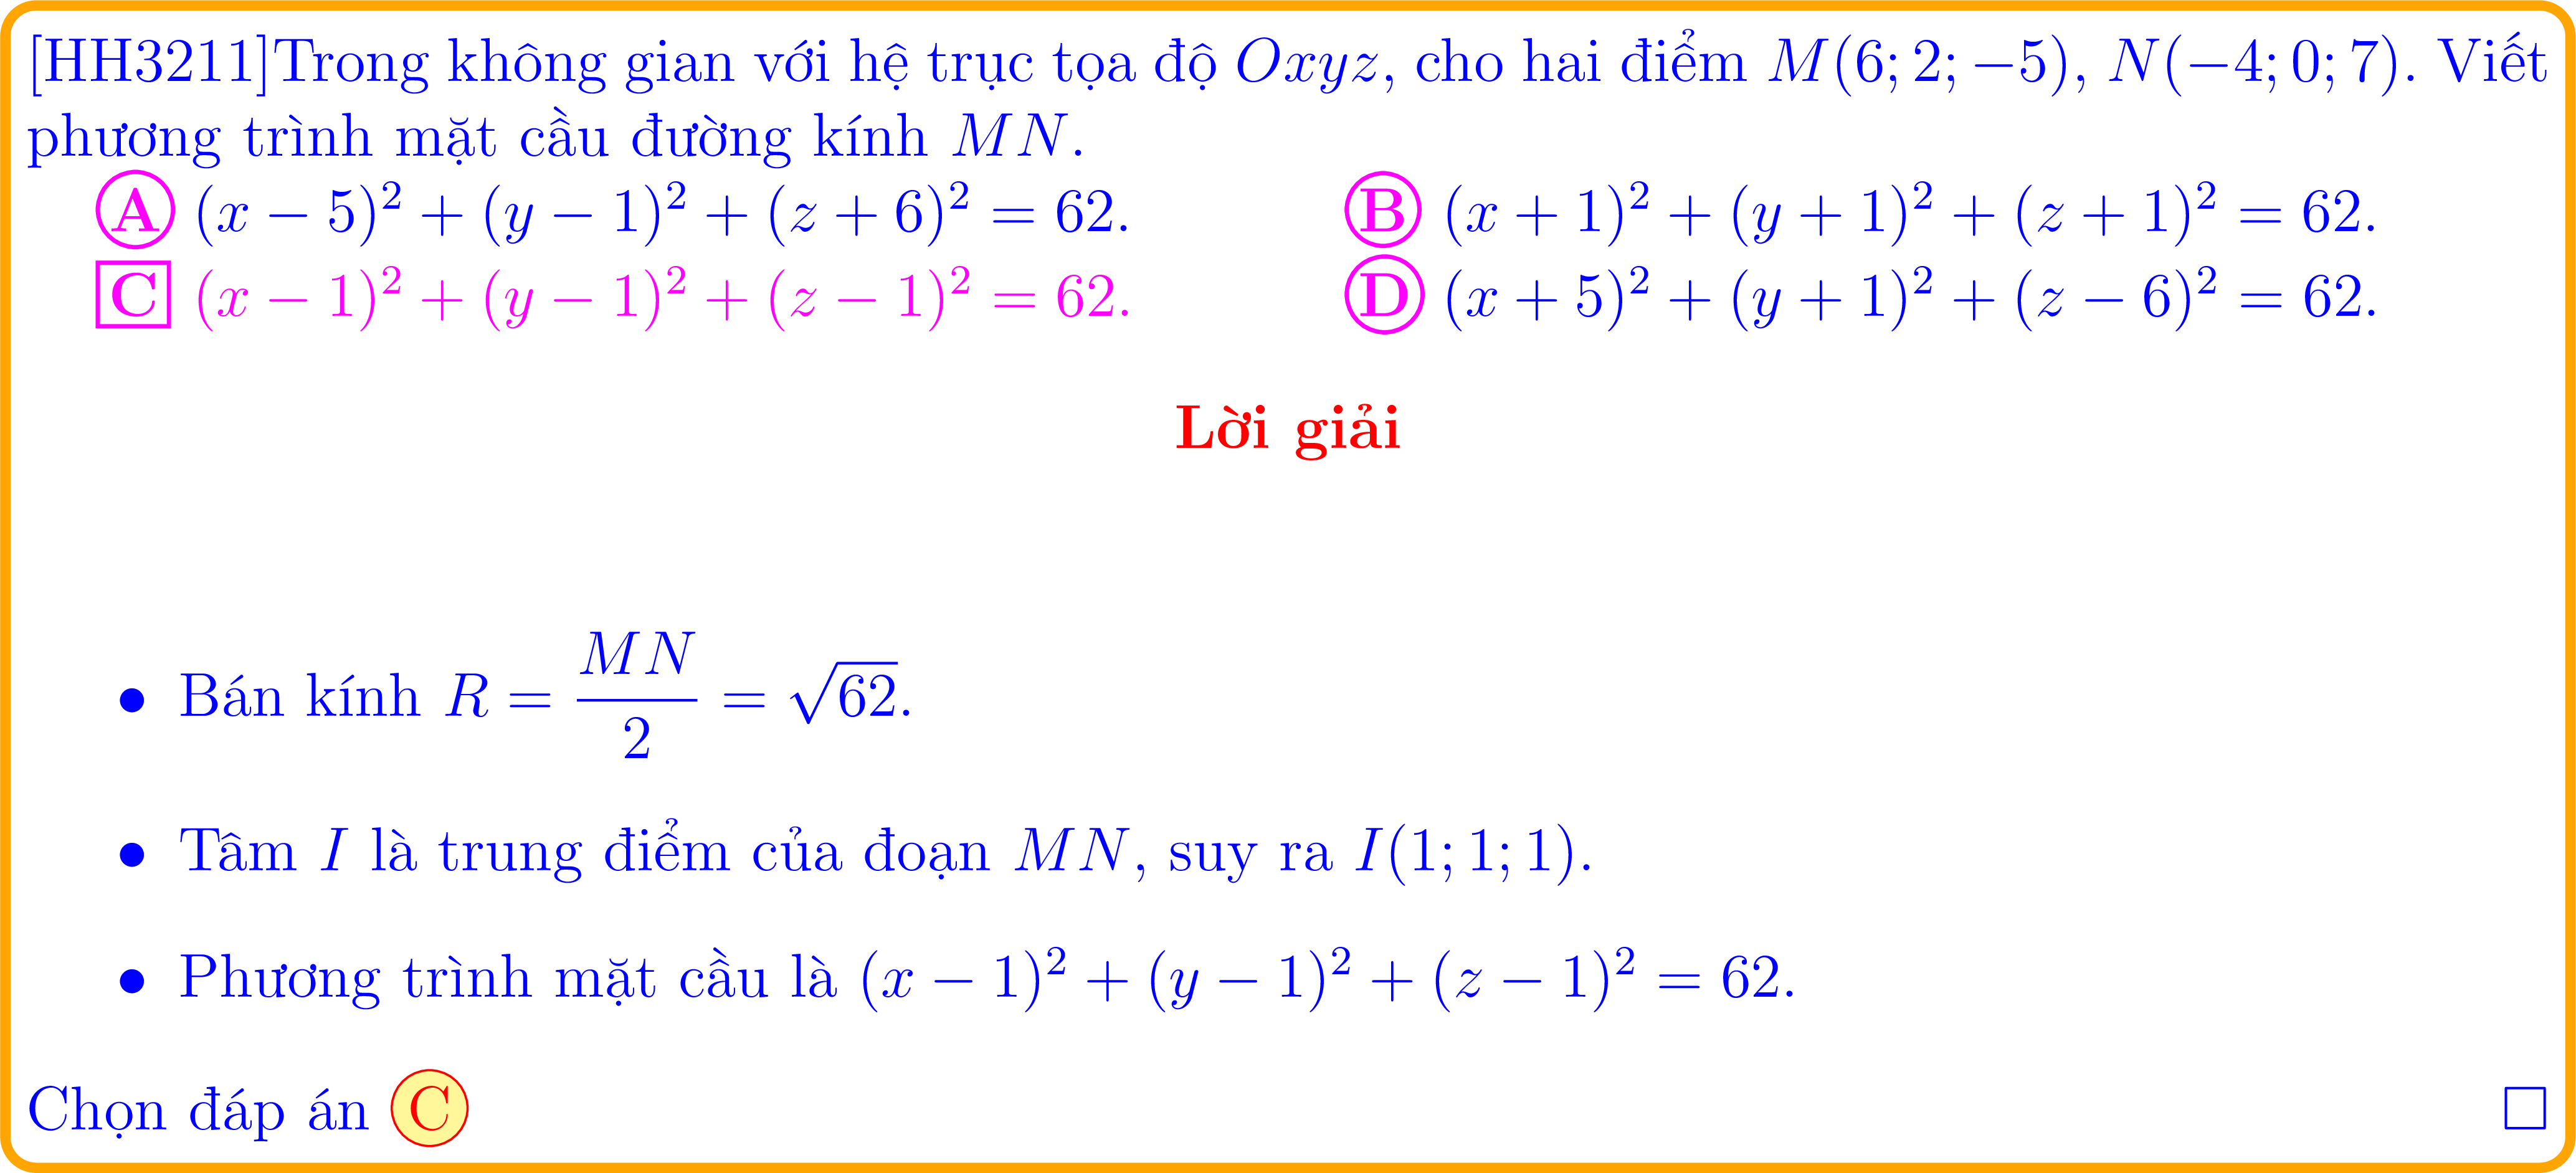 [HH3211]Trong không gian với hệ trục tọa độ Oxyz, cho hai điểm M(6; 2; −5), N(−4; 0; 7). Viết
phương trình mặt cầu đường kính MN.
A (x − 5)² + (y − 1)² + (z + 6)² = 62. B (x + 1)² + (y + 1)² + (z + 1)² = 62.
C (x − 1)² + (y − 1)² + (z − 1)² = 62. D (x + 5)² + (y + 1)² + (z − 6)² = 62.
Lời giải
• Bán kính R = MN/2 = √62.
• Tâm I là trung điểm của đoạn MN, suy ra I(1; 1; 1).
• Phương trình mặt cầu là (x − 1)² + (y − 1)² + (z − 1)² = 62.
Chọn đáp án C □